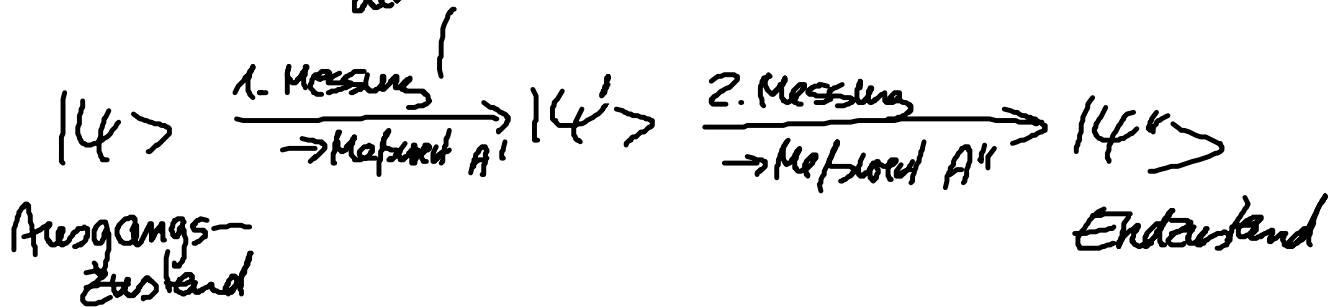 1. Messung
2. Messung
|ψ> → |ψ'> → |ψ''>
→ Meßwert A'
→ Meßwert A''
Ausgangs-
zustand
Endzustand